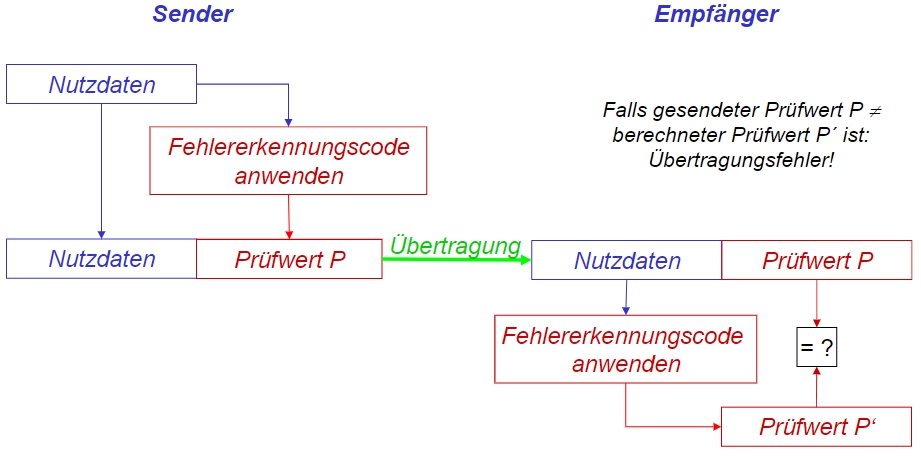 Sender
Empfänger
Nutzdaten
Falls gesendeter Prüfwert P ≠
berechneter Prüfwert P´ ist:
Übertragungsfehler!
Fehlererkennungscode
anwenden
Nutzdaten
Prüfwert P
Übertragung
Nutzdaten
Prüfwert P
Fehlererkennungscode
anwenden
= ?
Prüfwert P‘